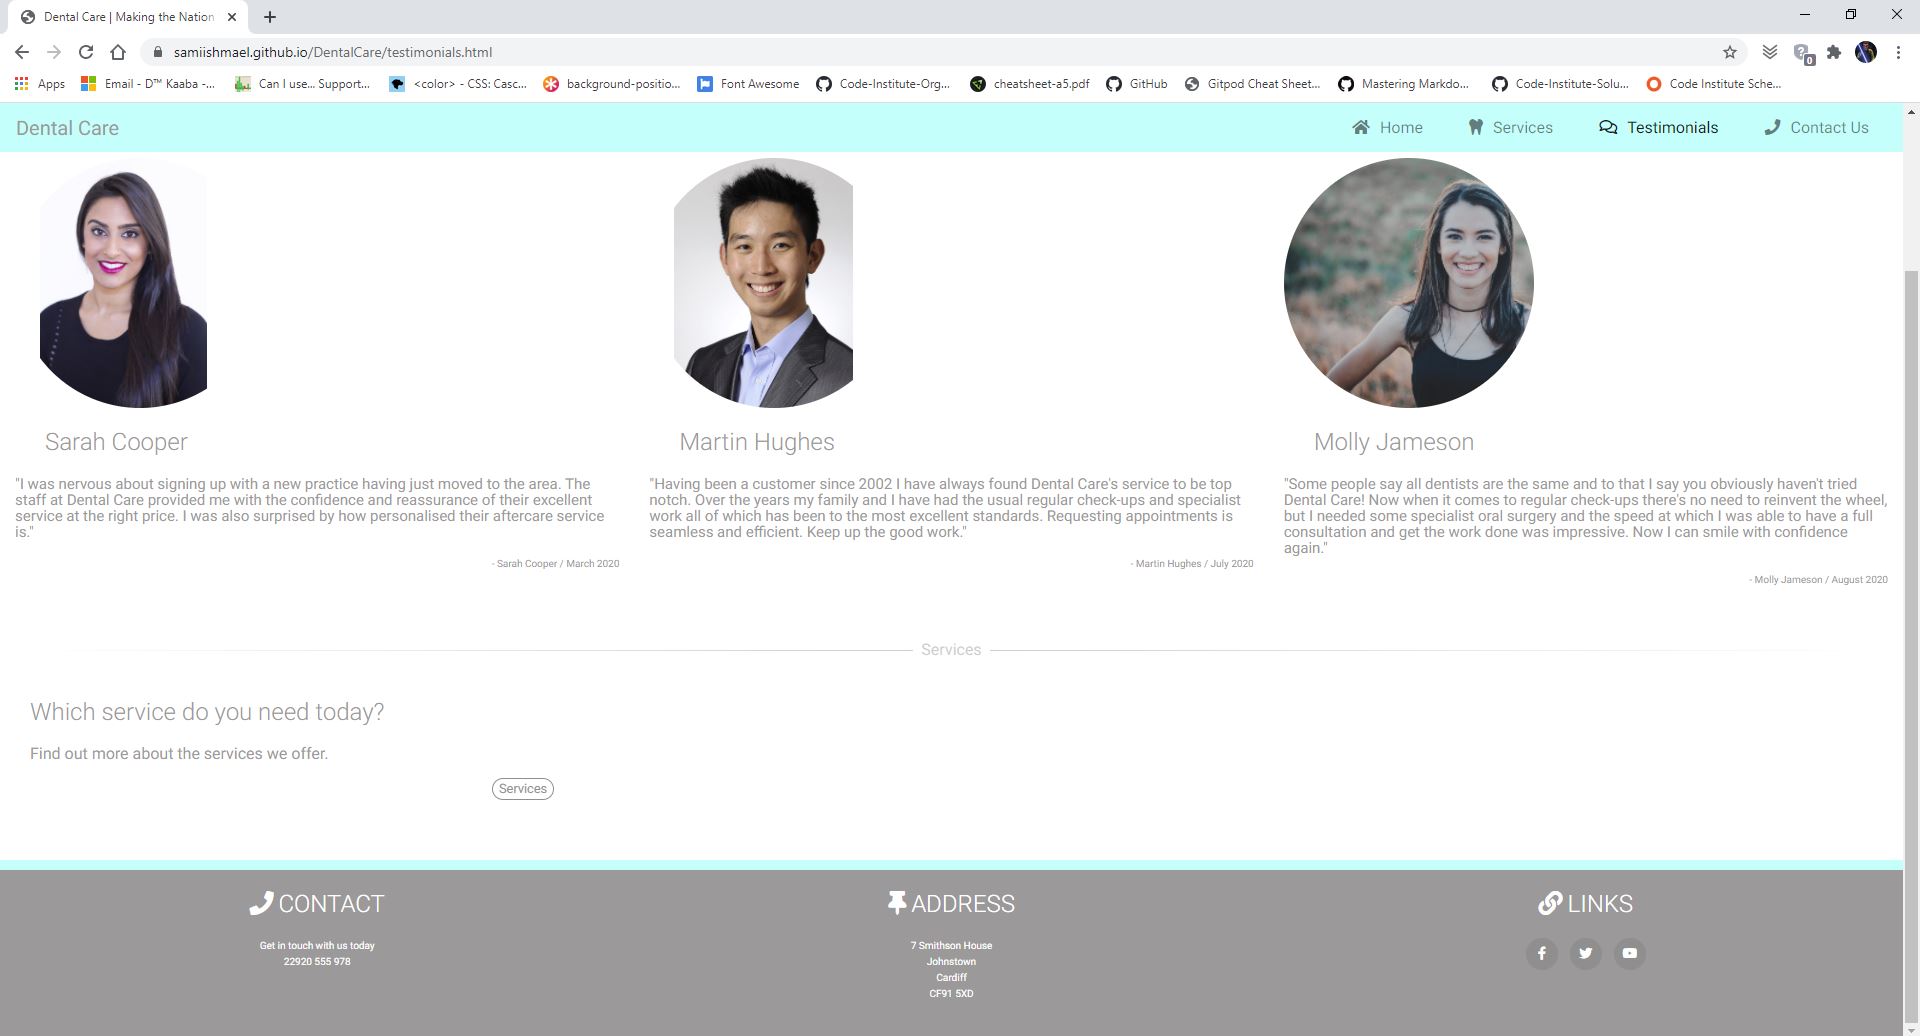 Dental Care | Making the Nation
samiishmael.github.io/DentalCare/testimonials.html
0
Apps
Email - D™ Kaaba -...
Can I use... Support...
<color> - CSS: Casc...
background-positio...
Font Awesome
Code-Institute-Org...
cheatsheet-a5.pdf
GitHub
Gitpod Cheat Sheet...
Mastering Markdo...
Code-Institute-Solu...
Code Institute Sche...
Dental Care
Home
Services
Testimonials
Contact Us
Sarah Cooper
"I was nervous about signing up with a new practice having just moved to the area. The
staff at Dental Care provided me with the confidence and reassurance of their excellent
service at the right price. I was also surprised by how personalised their aftercare service
is."
- Sarah Cooper / March 2020
Martin Hughes
"Having been a customer since 2002 I have always found Dental Care's service to be top
notch. Over the years my family and I have had the usual regular check-ups and specialist
work all of which has been to the most excellent standards. Requesting appointments is
seamless and efficient. Keep up the good work."
- Martin Hughes / July 2020
Molly Jameson
"Some people say all dentists are the same and to that I say you obviously haven't tried
Dental Care! Now when it comes to regular check-ups there's no need to reinvent the wheel,
but I needed some specialist oral surgery and the speed at which I was able to have a full
consultation and get the work done was impressive. Now I can smile with confidence
again."
- Molly Jameson / August 2020
Services
Which service do you need today?
Find out more about the services we offer.
Services
CONTACT
Get in touch with us today
22920 555 978
ADDRESS
7 Smithson House
Johnstown
Cardiff
CF91 5XD
LINKS